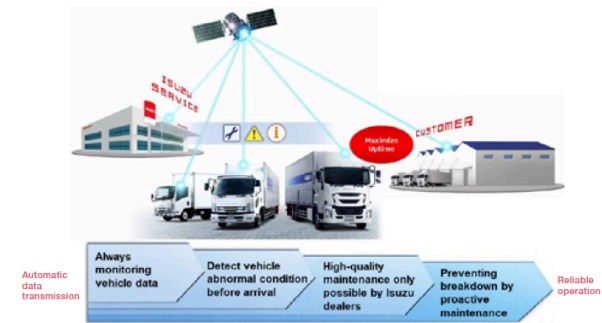 ISUZU
SERVICE
CUSTOMER
Maximize
Uptime
Automatic
data
transmission
Always
monitoring
vehicle data
Detect vehicle
abnormal condition
before arrival
High-quality
maintenance only
possible by Isuzu
dealers
Preventing
breakdown by
proactive
maintenance
Reliable
operation